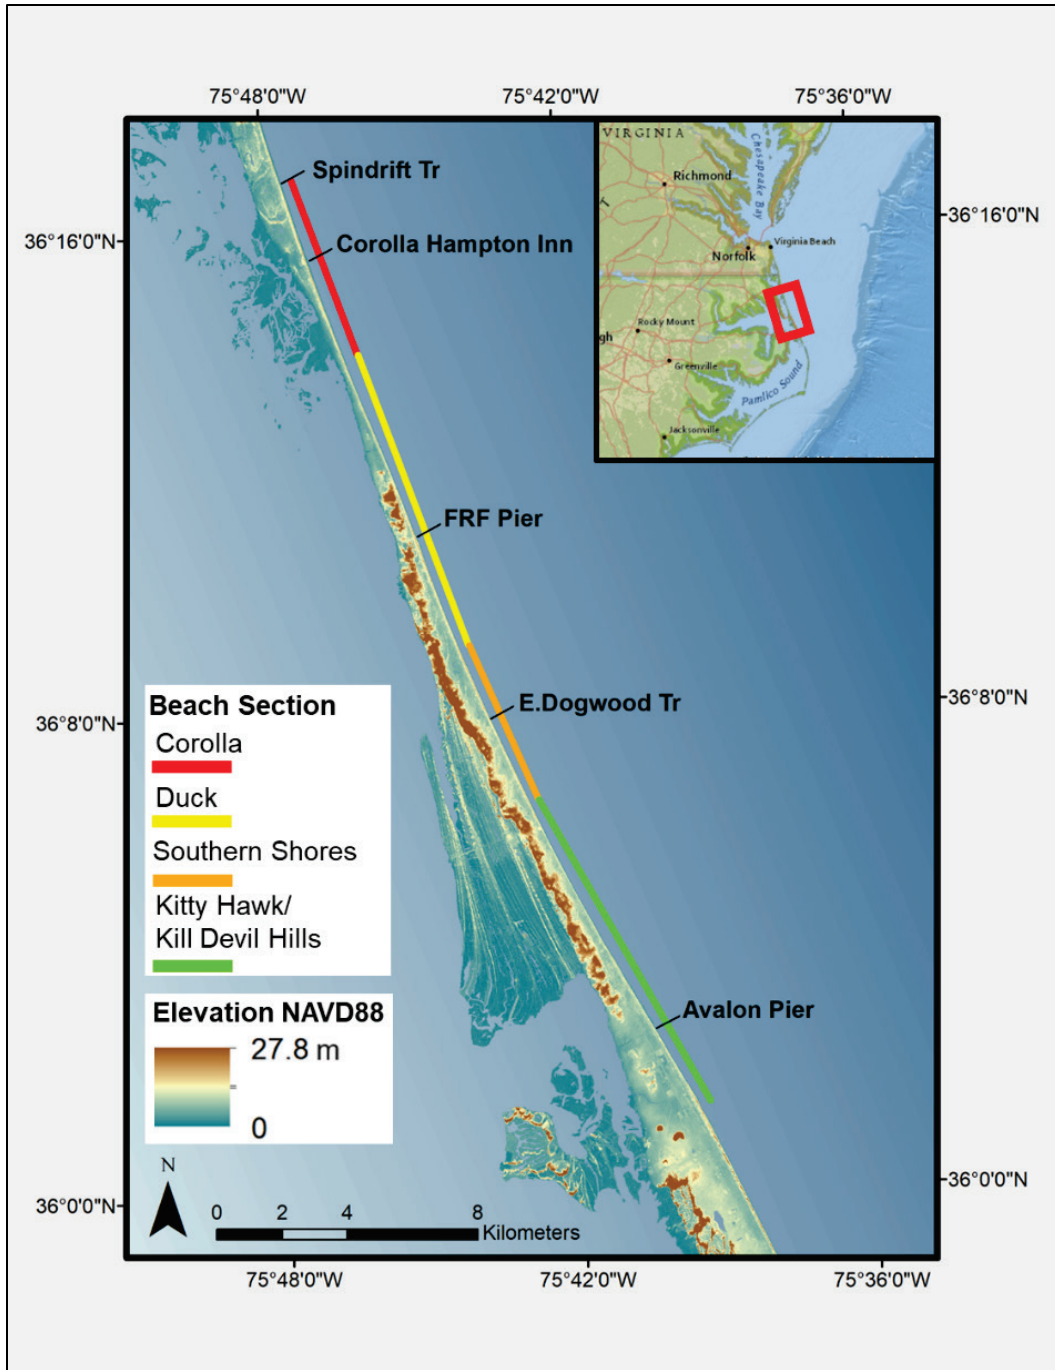 75°48'0"W
75°42'0"W
75°36'0"W
VIRGINIA
Richmond
Chesapeake Bay
Virginia Beach
Norfolk
Rocky Mount
gh
Greenville
Pamlico Sound
Jacksonville
36°16'0"N
36°16'0"N
Spindrift Tr
Corolla Hampton Inn
FRF Pier
E.Dogwood Tr
36°8'0"N
36°8'0"N
Avalon Pier
Beach Section
Corolla
Duck
Southern Shores
Kitty Hawk/
Kill Devil Hills
Elevation NAVD88
27.8 m
0
N
0 2 4 8
Kilometers
36°0'0"N
36°0'0"N
75°48'0"W
75°42'0"W
75°36'0"W